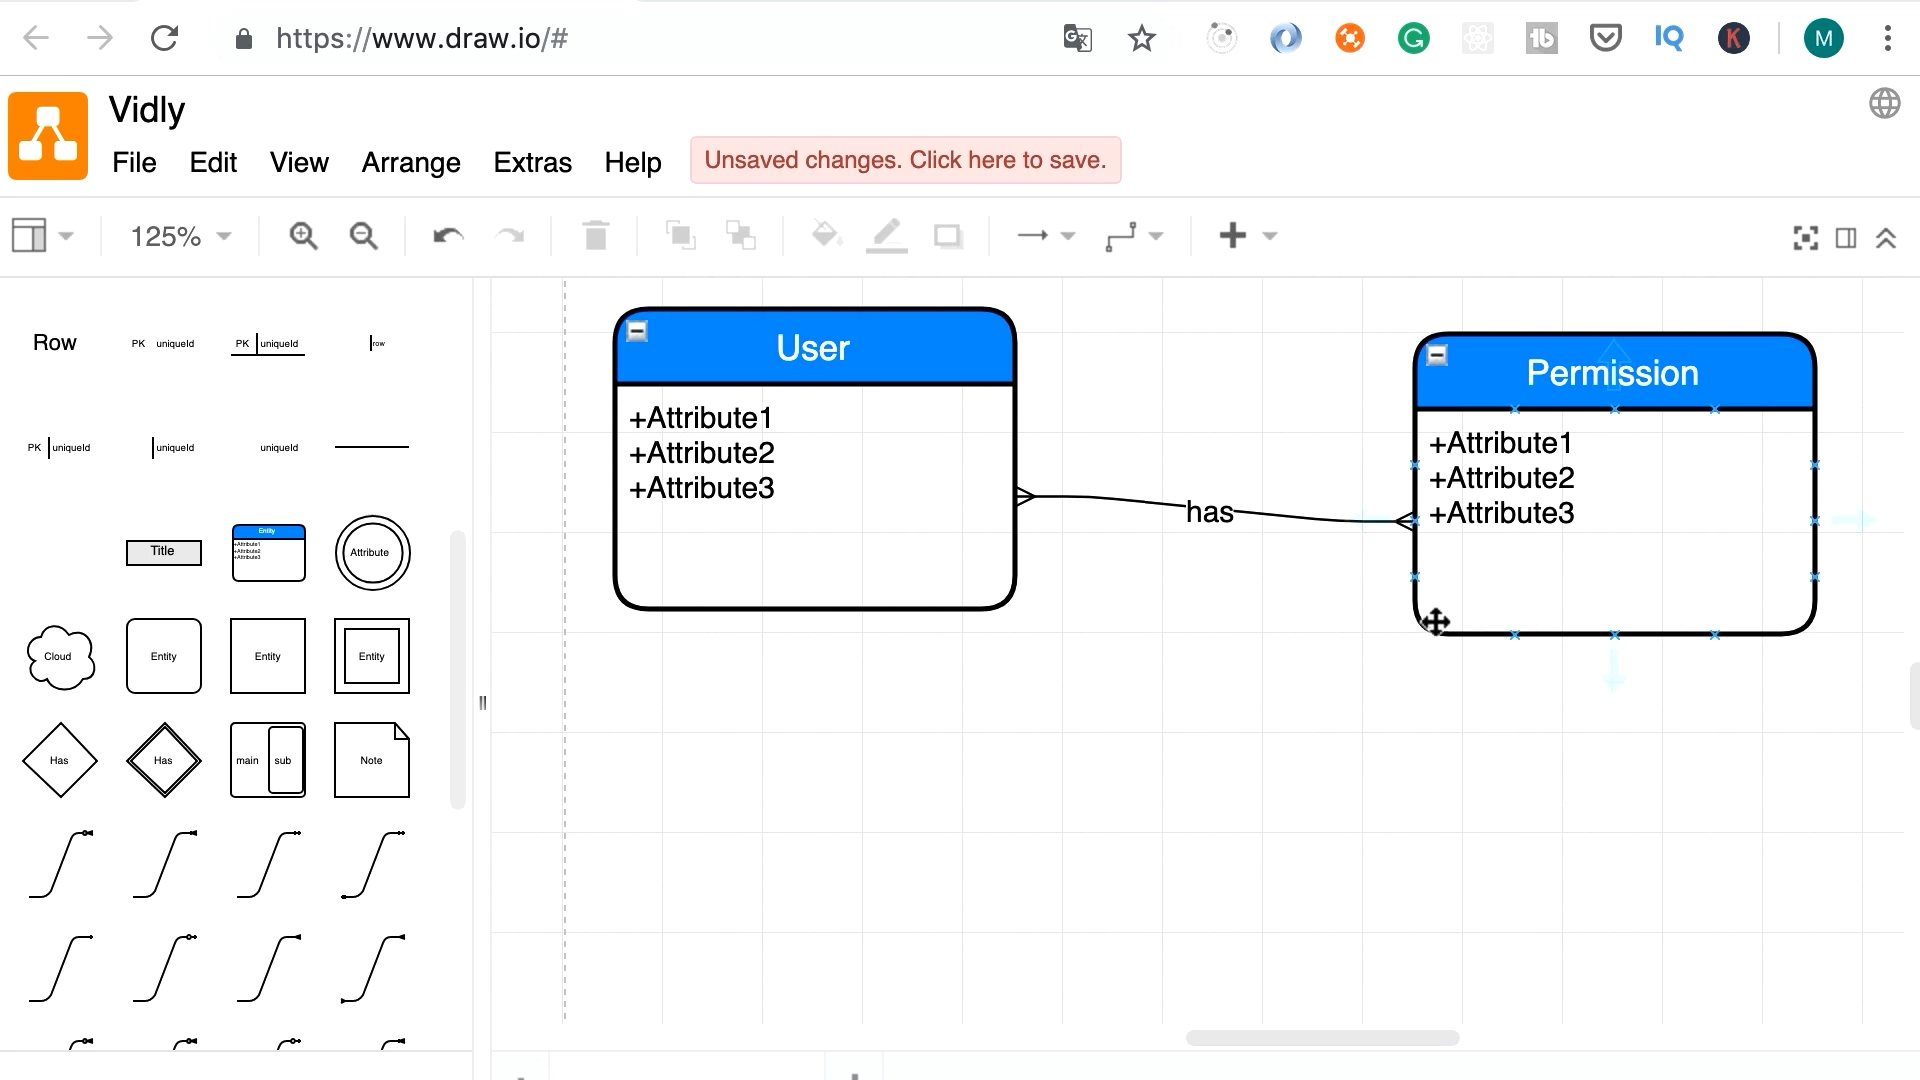 https://www.draw.io/#
M
Vidly
File Edit View Arrange Extras Help Unsaved changes. Click here to save.
125%
Row PK uniqueId PK uniqueId row
PK uniqueId uniqueId uniqueId
Title
Entity
+Attribute1
+Attribute2
+Attribute3
Attribute
Cloud Entity Entity Entity
Has Has main sub Note
User
+Attribute1
+Attribute2
+Attribute3
has
Permission
+Attribute1
+Attribute2
+Attribute3